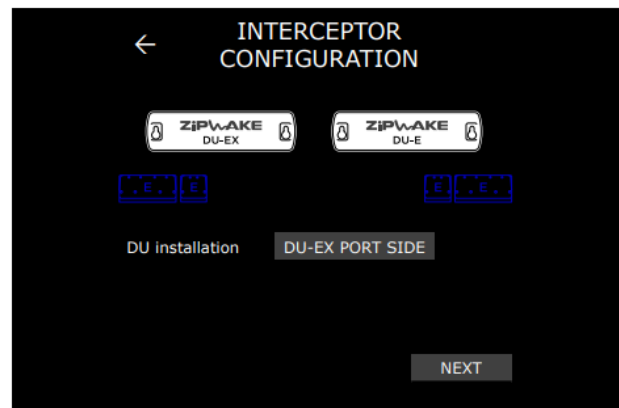 INTERCEPTOR
CONFIGURATION
ZiPWAKE ZiPWAKE
DU-EX DU-E
E E E E
DU installation DU-EX PORT SIDE
NEXT